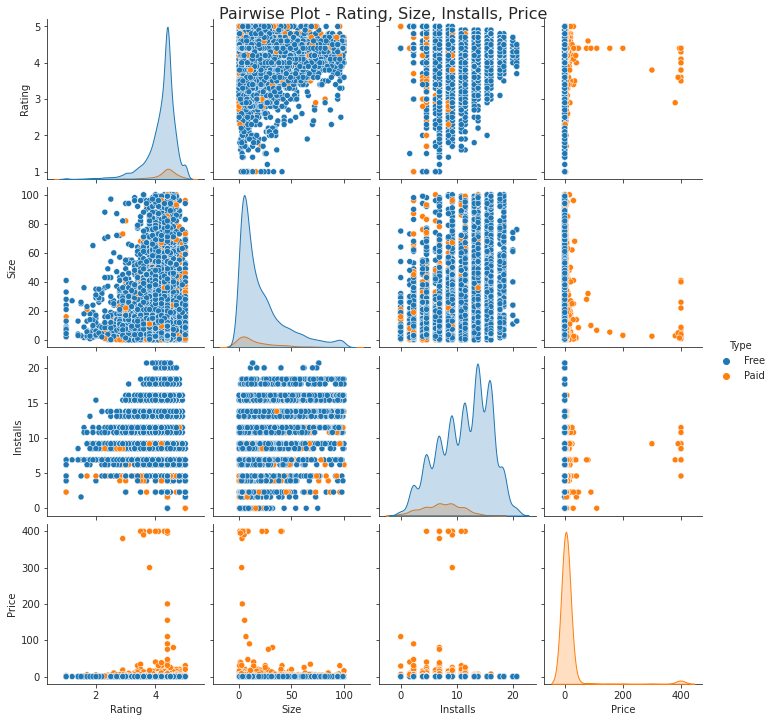 Pairwise Plot - Rating, Size, Installs, Price
Rating
5
4
3
2
1
Size
100
80
60
40
20
0
Type
Free
Paid
Installs
20
15
10
5
0
Price
400
300
200
100
0
2 4
0 50 100
0 10 20
0 200 400
Rating Size Installs Price